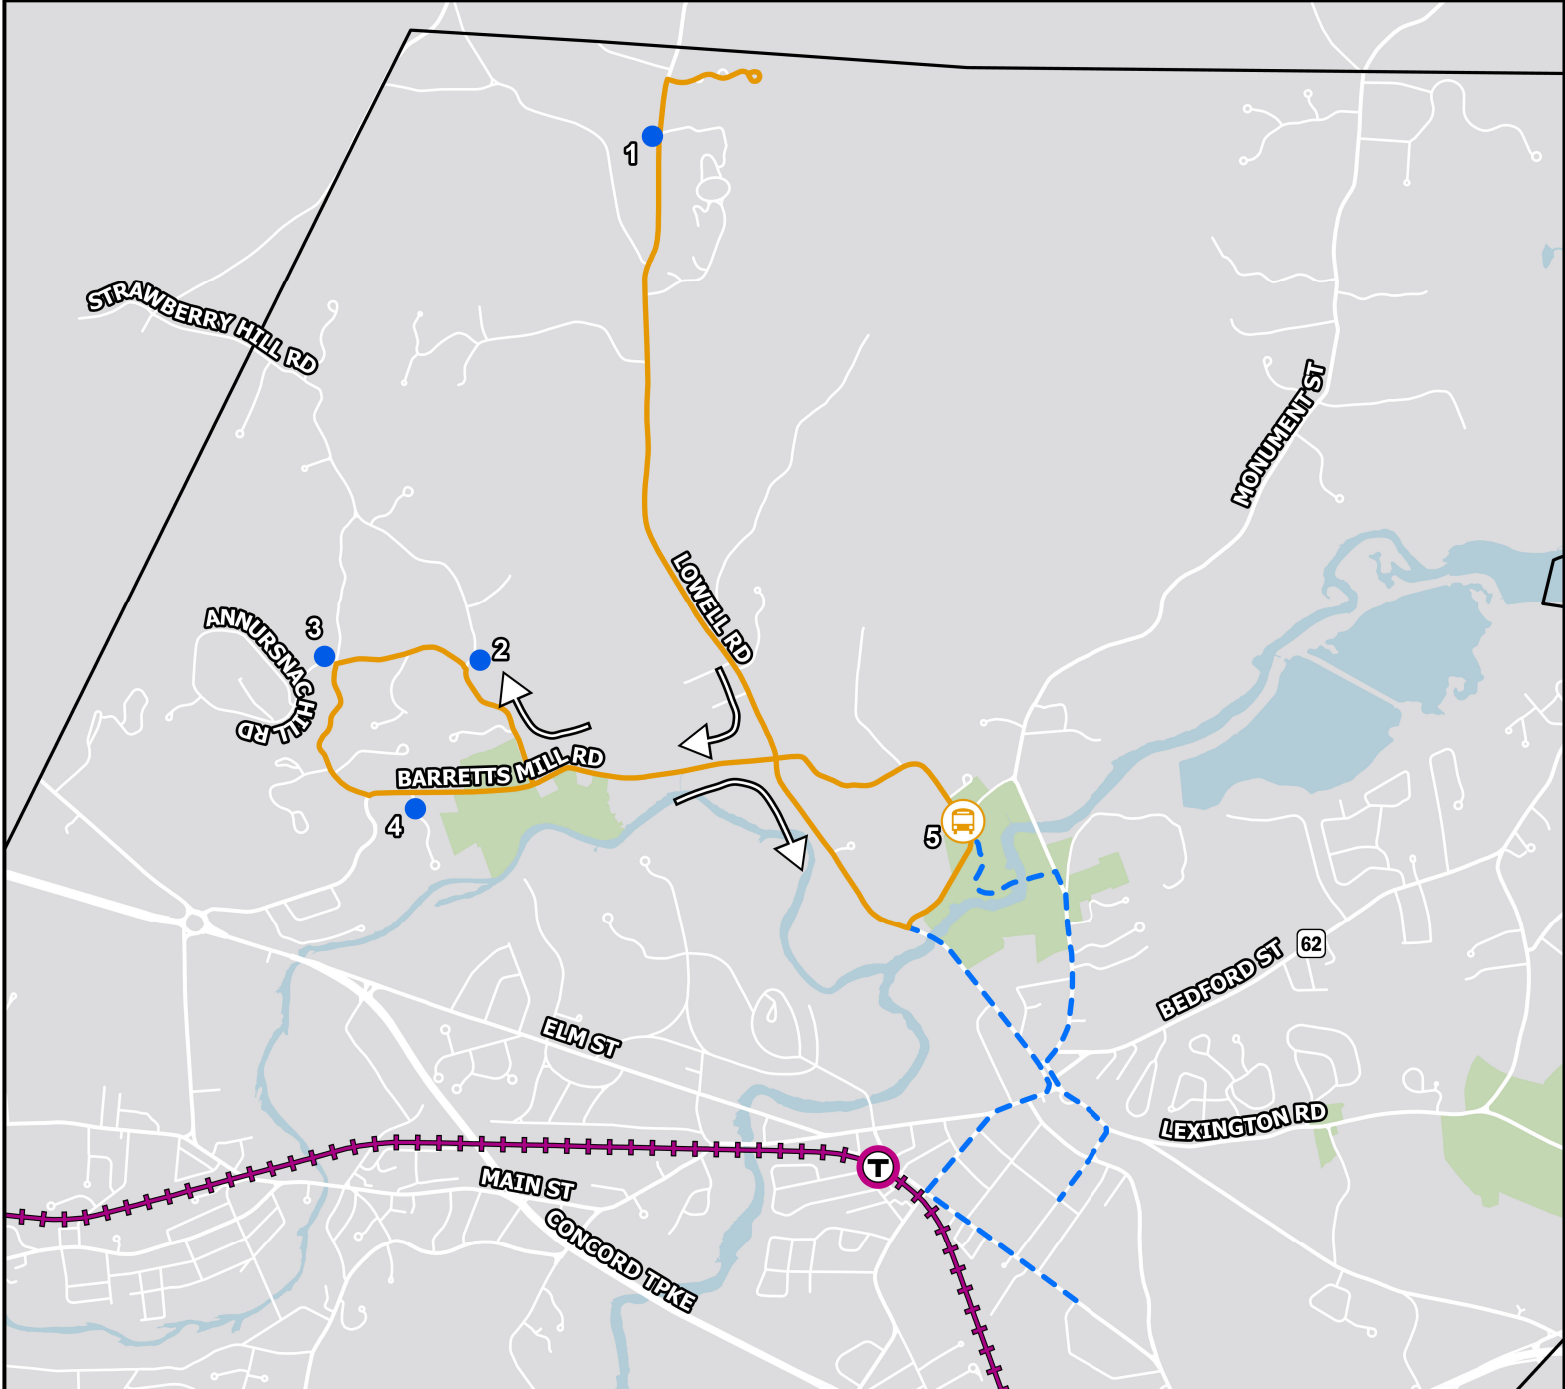 1
STRAWBERRY HILL RD
MONUMENT ST
LOWELL RD
ANNURSNAC HILL RD
3
2
BARRETTS MILL RD
4
5
62
BEDFORD ST
ELM ST
LEXINGTON RD
T
MAIN ST
CONCORD TPKE